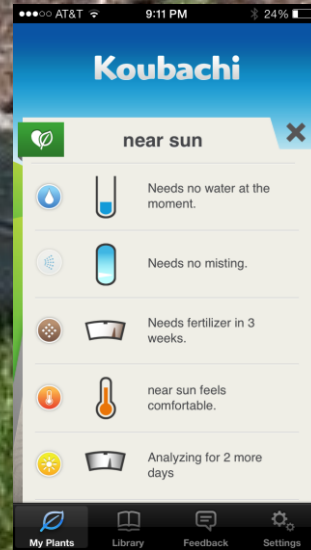 AT&T 9:11 PM 24%
Koubachi
near sun
Needs no water at the
moment.
Needs no misting.
Needs fertilizer in 3
weeks.
near sun feels
comfortable.
Analyzing for 2 more
days
My Plants Library Feedback Settings